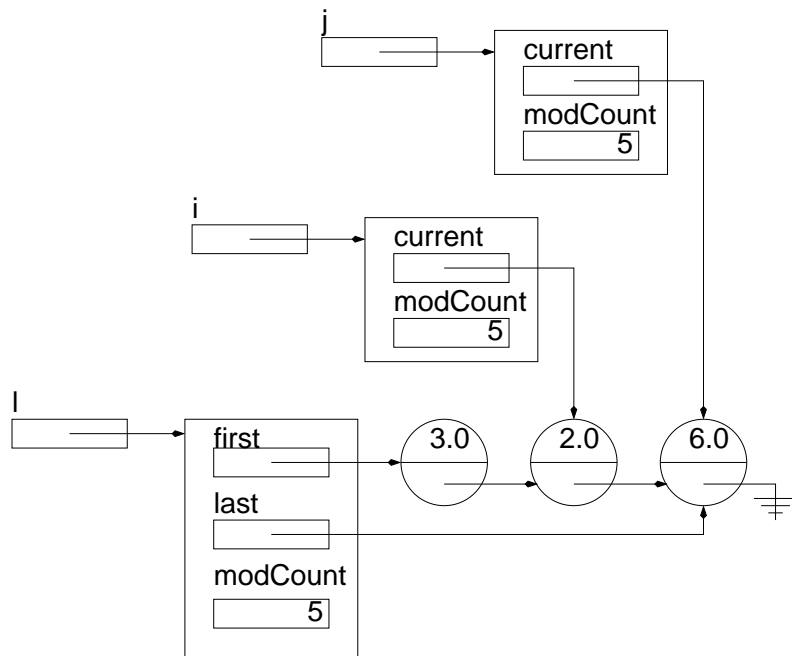 j
current
modCount
5
i
current
modCount
5
l
first
3.0 2.0 6.0
last
modCount
5